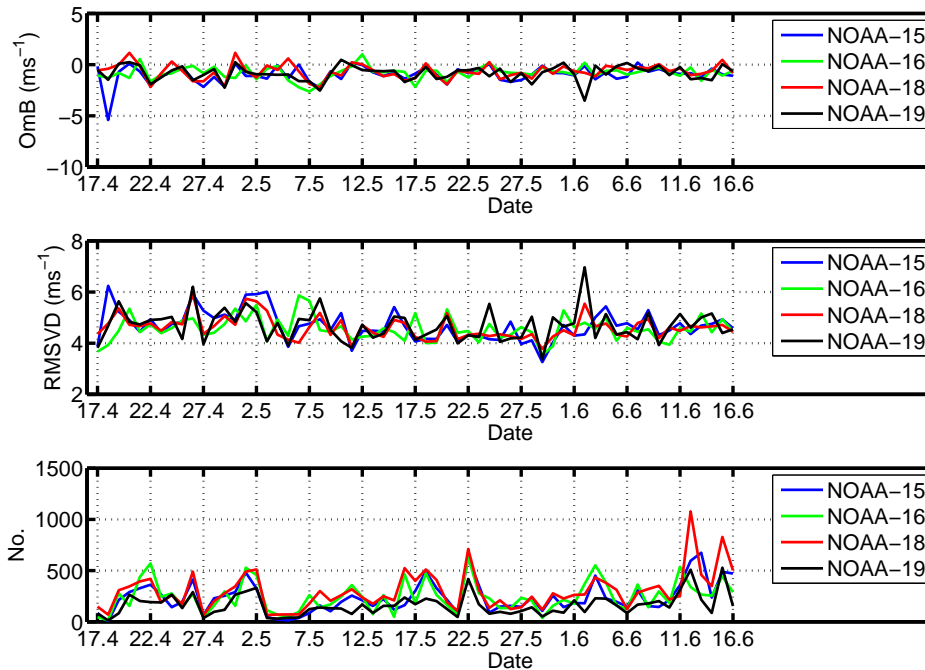 OmB (ms⁻¹)
5
0
−5
−10
17.4 22.4 27.4 2.5 7.5 12.5 17.5 22.5 27.5 1.6 6.6 11.6 16.6
Date
NOAA−15
NOAA−16
NOAA−18
NOAA−19
RMSVD (ms⁻¹)
8
6
4
2
17.4 22.4 27.4 2.5 7.5 12.5 17.5 22.5 27.5 1.6 6.6 11.6 16.6
Date
NOAA−15
NOAA−16
NOAA−18
NOAA−19
No.
1500
1000
500
0
17.4 22.4 27.4 2.5 7.5 12.5 17.5 22.5 27.5 1.6 6.6 11.6 16.6
Date
NOAA−15
NOAA−16
NOAA−18
NOAA−19